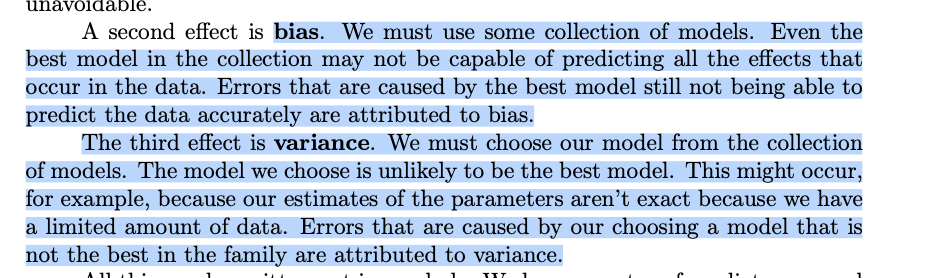 unavoidable.
A second effect is bias. We must use some collection of models. Even the
best model in the collection may not be capable of predicting all the effects that
occur in the data. Errors that are caused by the best model still not being able to
predict the data accurately are attributed to bias.
The third effect is variance. We must choose our model from the collection
of models. The model we choose is unlikely to be the best model. This might occur,
for example, because our estimates of the parameters aren't exact because we have
a limited amount of data. Errors that are caused by our choosing a model that is
not the best in the family are attributed to variance.